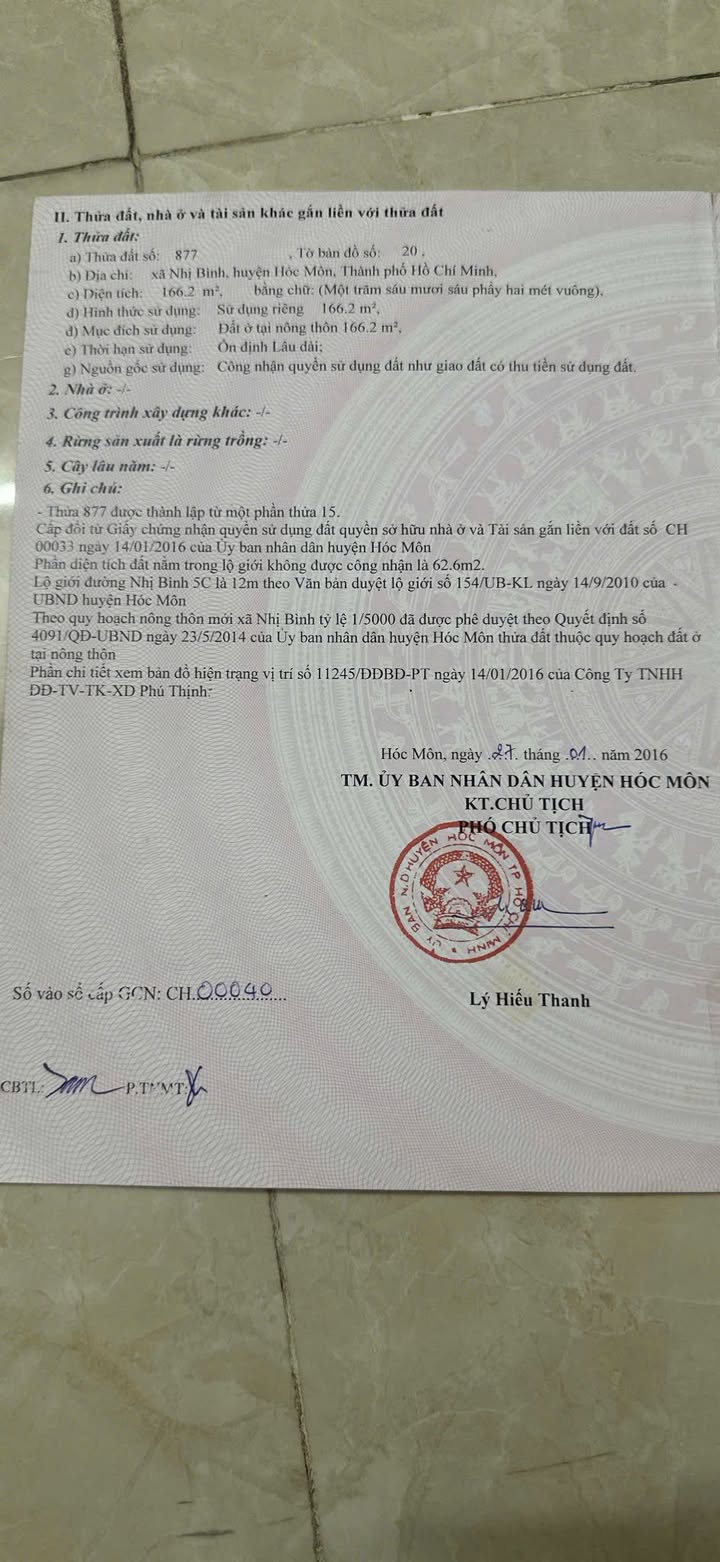 II. Thửa đất, nhà ở và tài sản khác gắn liền với thửa đất
1. Thửa đất:
a) Thửa đất số: 877 , Tờ bản đồ số: 20 ,
b) Địa chỉ: xã Nhị Bình, huyện Hóc Môn, Thành phố Hồ Chí Minh,
c) Diện tích: 166.2 m², bằng chữ: (Một trăm sáu mươi sáu phẩy hai mét vuông),
d) Hình thức sử dụng: Sử dụng riêng 166.2 m²,
đ) Mục đích sử dụng: Đất ở tại nông thôn 166.2 m²,
e) Thời hạn sử dụng: Ổn định Lâu dài;
g) Nguồn gốc sử dụng: Công nhận quyền sử dụng đất như giao đất có thu tiền sử dụng đất.
2. Nhà ở: -/-
3. Công trình xây dựng khác: -/-
4. Rừng sản xuất là rừng trồng: -/-
5. Cây lâu năm: -/-
6. Ghi chú:
- Thửa 877 được thành lập từ một phần thửa 15.
Cấp đổi từ Giấy chứng nhận quyền sử dụng đất quyền sở hữu nhà ở và Tài sản gắn liền với đất số CH
00033 ngày 14/01/2016 của Ủy ban nhân dân huyện Hóc Môn
Phần diện tích đất nằm trong lộ giới không được công nhận là 62.6m2.
Lộ giới đường Nhị Bình 5C là 12m theo Văn bản duyệt lộ giới số 154/UB-KL ngày 14/9/2010 của -
UBND huyện Hóc Môn
Theo quy hoạch nông thôn mới xã Nhị Bình tỷ lệ 1/5000 đã được phê duyệt theo Quyết định số
4091/QĐ-UBND ngày 23/5/2014 của Ủy ban nhân dân huyện Hóc Môn thửa đất thuộc quy hoạch đất ở
tại nông thôn
Phần chi tiết xem bản đồ hiện trạng vị trí số 11245/ĐĐBĐ-PT ngày 14/01/2016 của Công Ty TNHH
ĐĐ-TV-TK-XD Phú Thịnh-
Hóc Môn, ngày 27 tháng 01 năm 2016
TM. ỦY BAN NHÂN DÂN HUYỆN HÓC MÔN
KT.CHỦ TỊCH
PHÓ CHỦ TỊCH
ỦY BAN N.D HUYỆN HÓC MÔN TP HỒ CHÍ MINH
Số vào sổ cấp GCN: CH.00040
Lý Hiếu Thanh
CBTL: P.TNMT: